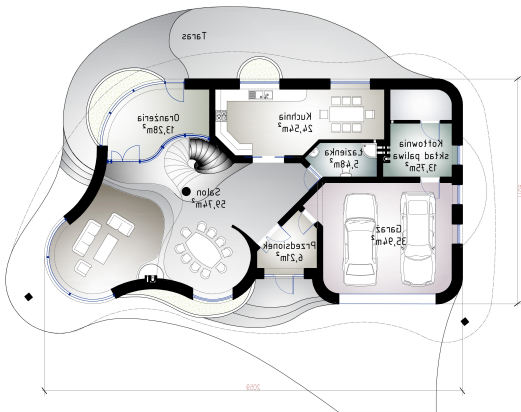 Taras
Oranżeria
13,28m²
Kuchnia
24,54m²
Łazienka
5,48m²
Kotłownia
skład paliwa
13,75m²
Salon
59,74m²
Garaż
35,94m²
Przedsionek
6,21m²
2059